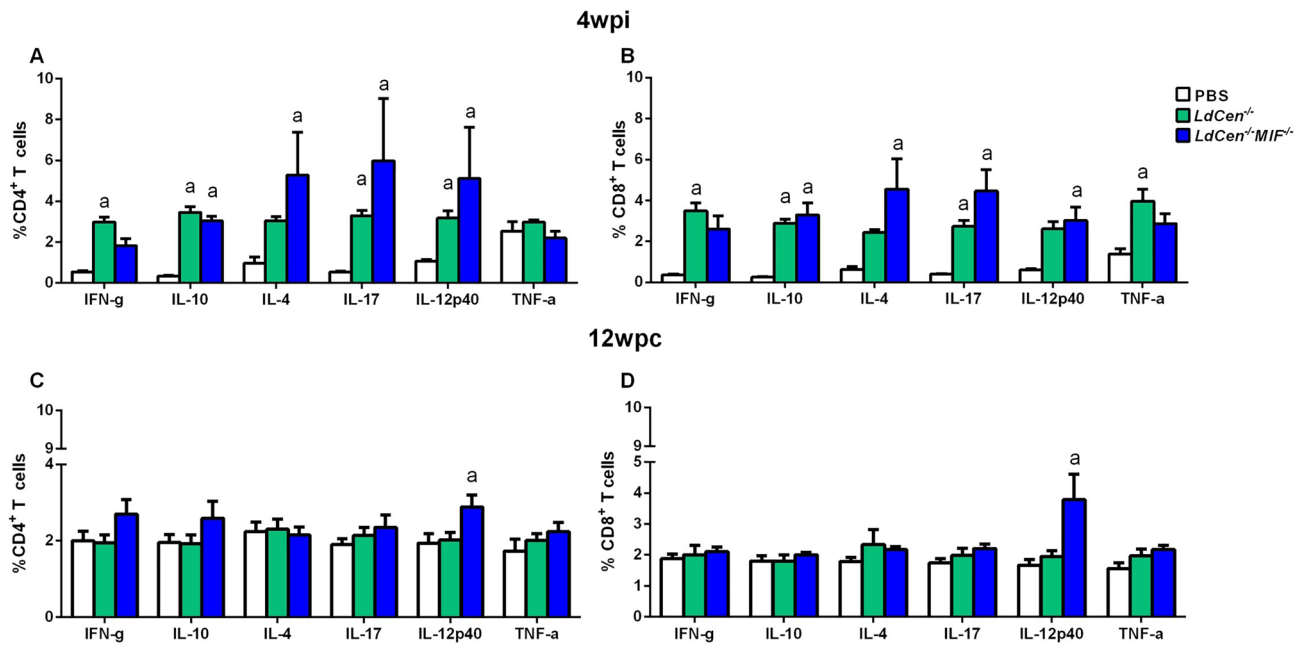 4wpi
A
B
%CD4⁺ T cells
10
8
6
4
2
0
a
a a
a
a a
a a
IFN-g IL-10 IL-4 IL-17 IL-12p40 TNF-a
% CD8⁺ T cells
10
8
6
4
2
0
a
a a
a
a a
a
a
IFN-g IL-10 IL-4 IL-17 IL-12p40 TNF-a
PBS
LdCen⁻/⁻
LdCen⁻/⁻MIF⁻/⁻
12wpc
C
D
%CD4⁺ T cells
10
9
4
2
0
a
IFN-g IL-10 IL-4 IL-17 IL-12p40 TNF-a
% CD8⁺ T cells
10
9
5
4
3
2
1
0
a
IFN-g IL-10 IL-4 IL-17 IL-12p40 TNF-a